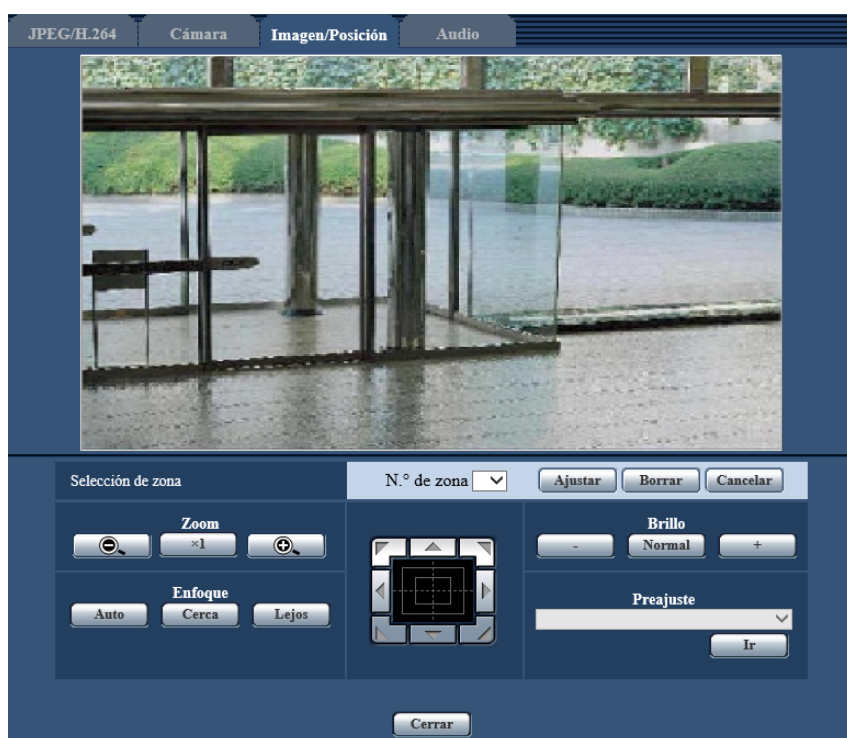 JPEG/H.264 Cámara Imagen/Posición Audio
Selección de zona N.° de zona Ajustar Borrar Cancelar
Zoom
×1
Enfoque
Auto Cerca Lejos
Brillo
- Normal +
Preajuste
Ir
Cerrar